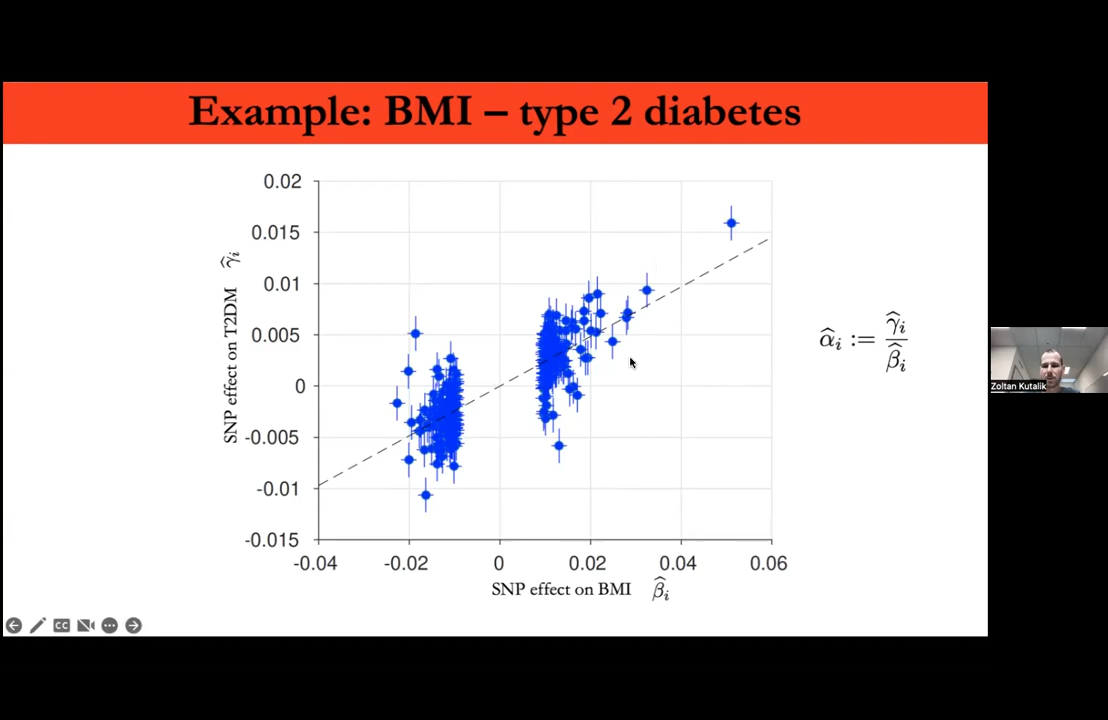 Example: BMI – type 2 diabetes
0.02
0.015
0.01
0.005
0
-0.005
-0.01
-0.015
SNP effect on T2DM γ̂ᵢ
-0.04 -0.02 0 0.02 0.04 0.06
SNP effect on BMI β̂ᵢ
α̂ᵢ := γ̂ᵢ / β̂ᵢ
Zoltan Kutalik
CC